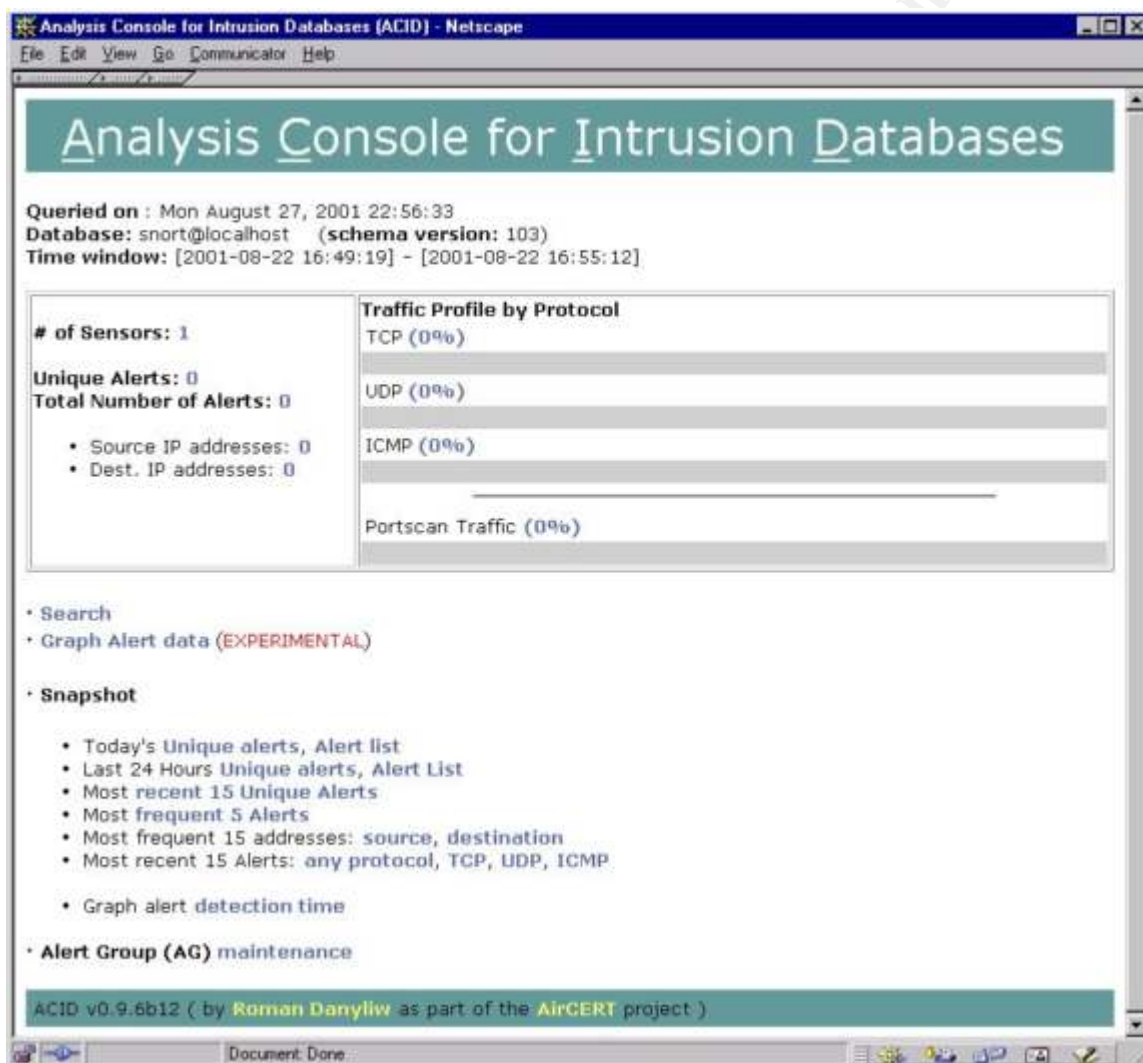 Analysis Console for Intrusion Databases (ACID) - Netscape
File Edit View Go Communicator Help
Analysis Console for Intrusion Databases
Queried on : Mon August 27, 2001 22:56:33
Database: snort@localhost (schema version: 103)
Time window: [2001-08-22 16:49:19] - [2001-08-22 16:55:12]
# of Sensors: 1
Unique Alerts: 0
Total Number of Alerts: 0
• Source IP addresses: 0
• Dest. IP addresses: 0
Traffic Profile by Protocol
TCP (0%)
UDP (0%)
ICMP (0%)
Portscan Traffic (0%)
· Search
· Graph Alert data (EXPERIMENTAL)
· Snapshot
• Today's Unique alerts, Alert list
• Last 24 Hours Unique alerts, Alert List
• Most recent 15 Unique Alerts
• Most frequent 5 Alerts
• Most frequent 15 addresses: source, destination
• Most recent 15 Alerts: any protocol, TCP, UDP, ICMP
• Graph alert detection time
· Alert Group (AG) maintenance
ACID v0.9.6b12 ( by Roman Danyliw as part of the AirCERT project )
Document: Done